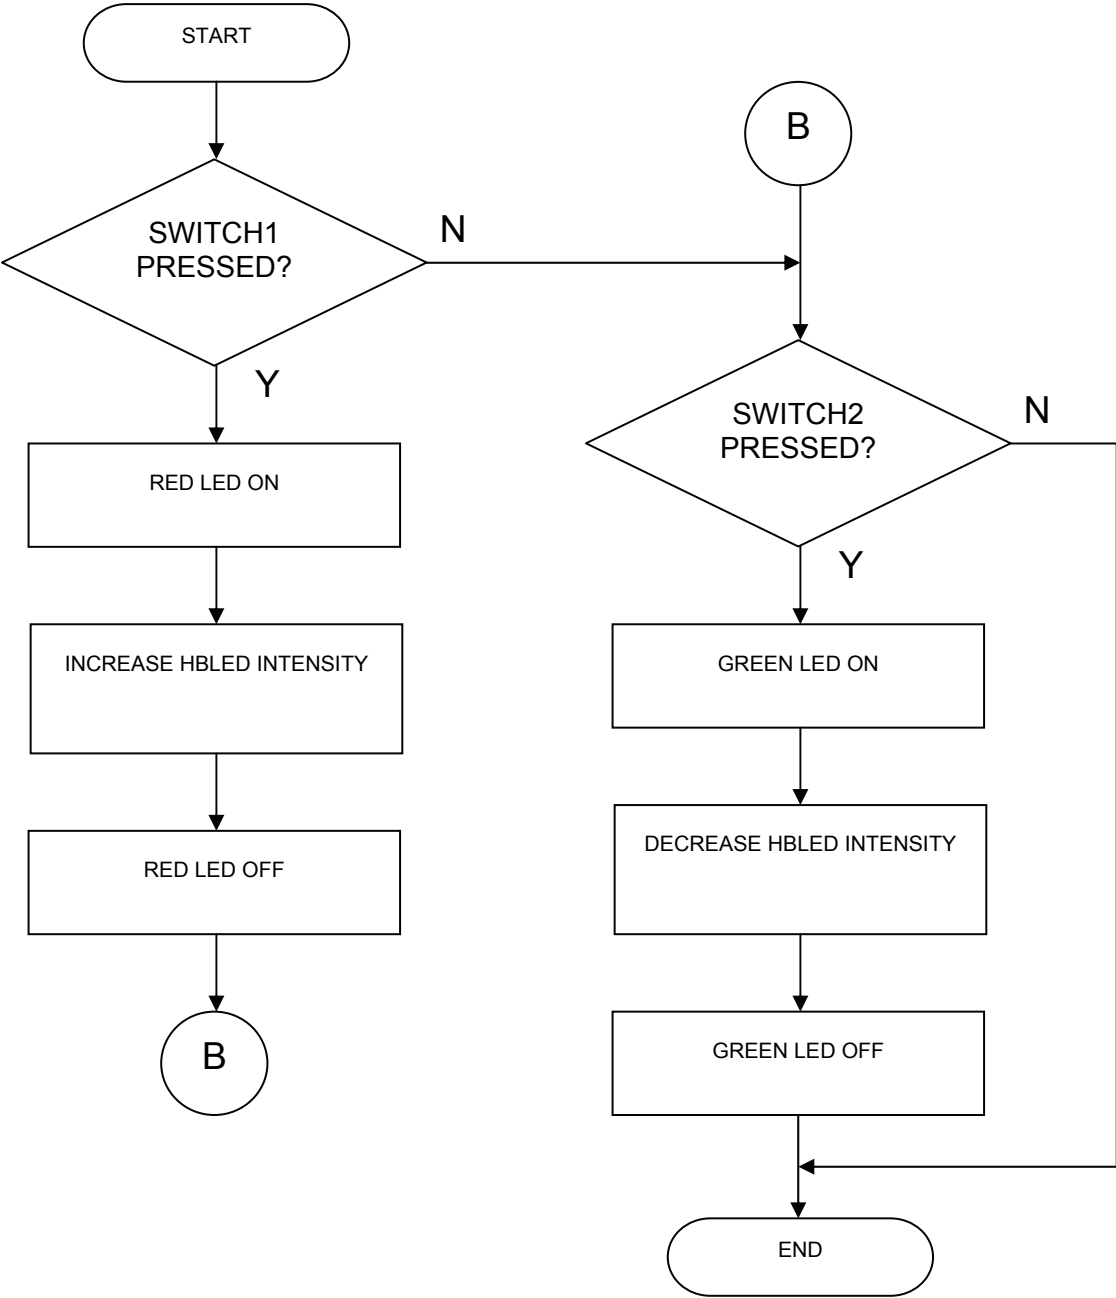 START
SWITCH1
PRESSED?
N
Y
RED LED ON
INCREASE HBLED INTENSITY
RED LED OFF
B
B
SWITCH2
PRESSED?
N
Y
GREEN LED ON
DECREASE HBLED INTENSITY
GREEN LED OFF
END